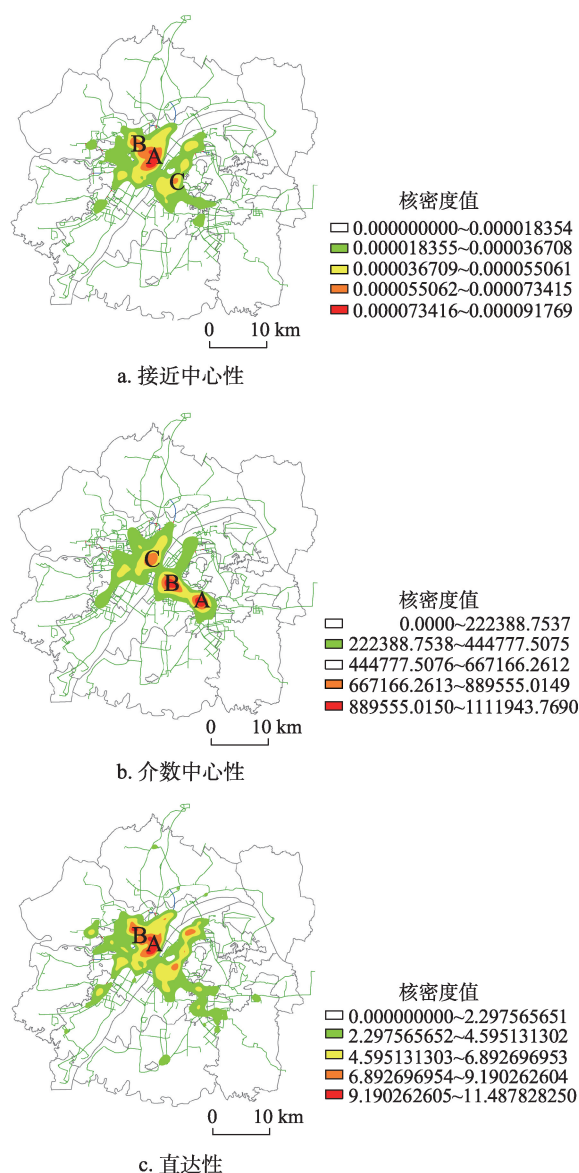 B
A
C
核密度值
0.000000000~0.000018354
0.000018355~0.000036708
0.000036709~0.000055061
0.000055062~0.000073415
0.000073416~0.000091769
0 10 km
a. 接近中心性
C
B
A
核密度值
0.0000~222388.7537
222388.7538~444777.5075
444777.5076~667166.2612
667166.2613~889555.0149
889555.0150~1111943.7690
0 10 km
b. 介数中心性
B
A
核密度值
0.000000000~2.297565651
2.297565652~4.595131302
4.595131303~6.892696953
6.892696954~9.190262604
9.190262605~11.487828250
0 10 km
c. 直达性